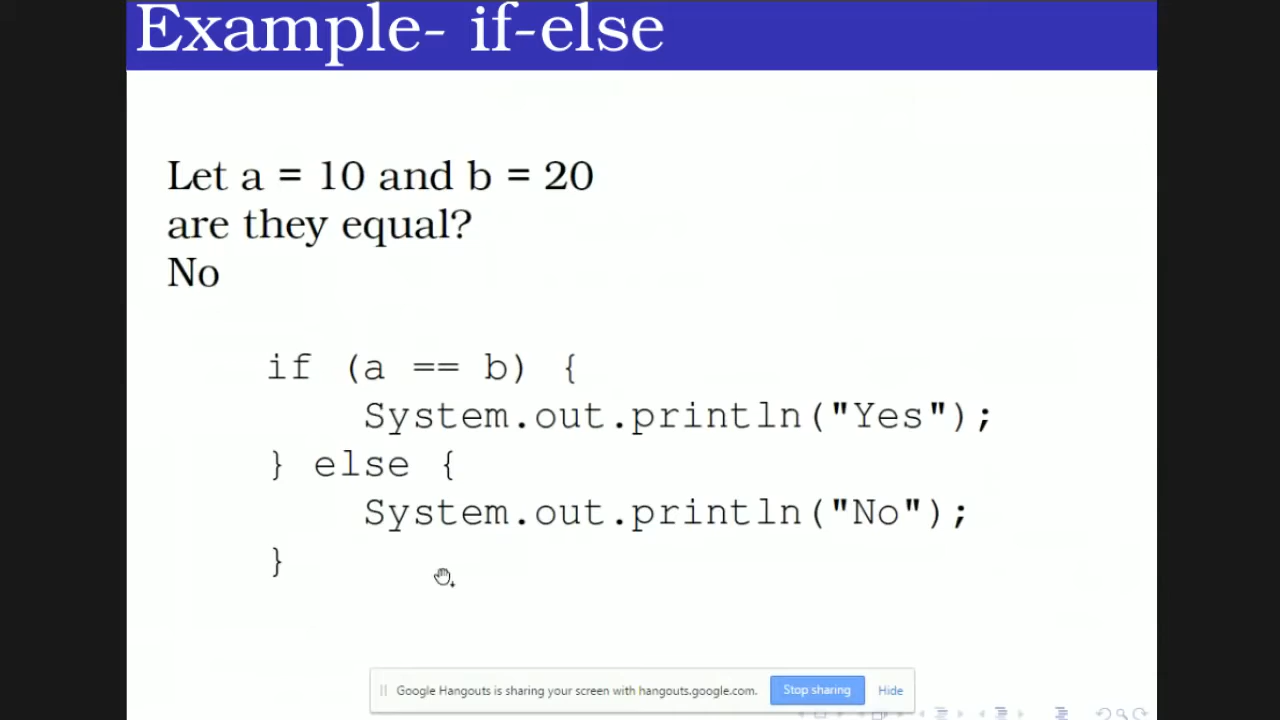 Example- if-else
Let a = 10 and b = 20
are they equal?
No
if (a == b) {
System.out.println("Yes");
} else {
System.out.println("No");
}
Google Hangouts is sharing your screen with hangouts.google.com. Stop sharing Hide